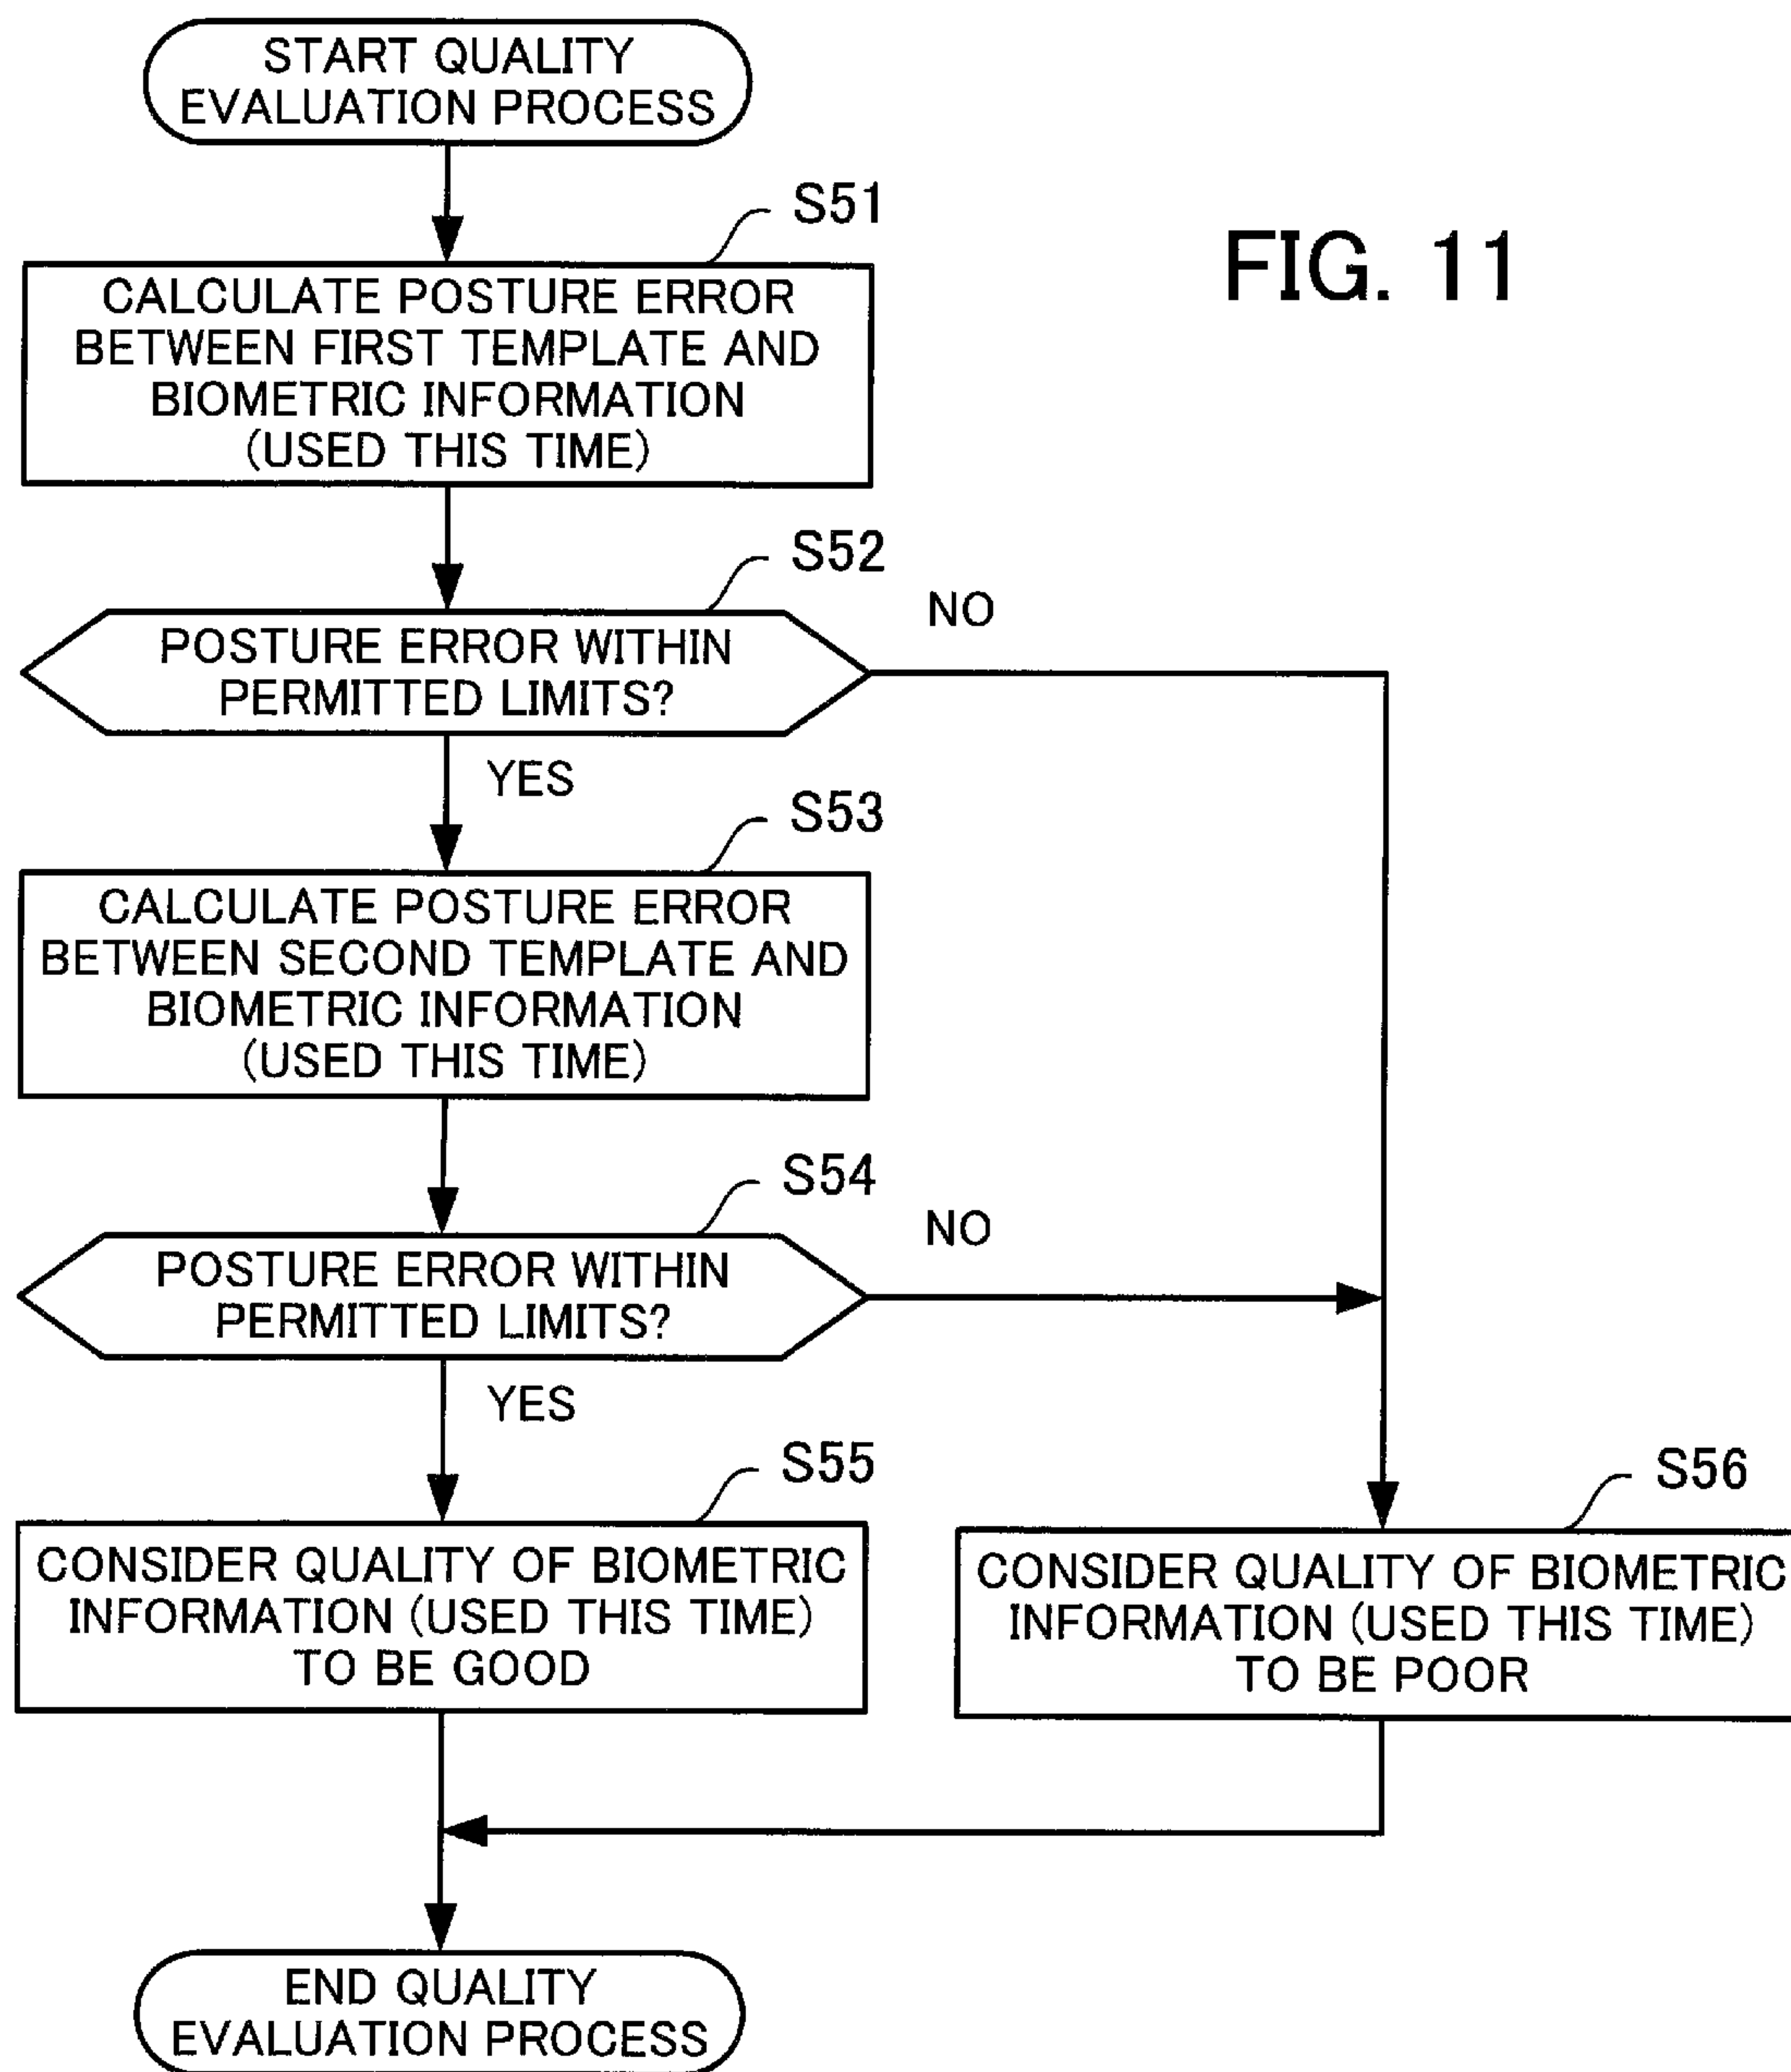 START QUALITY
EVALUATION PROCESS
S51
FIG. 11
CALCULATE POSTURE ERROR
BETWEEN FIRST TEMPLATE AND
BIOMETRIC INFORMATION
(USED THIS TIME)
S52
NO
POSTURE ERROR WITHIN
PERMITTED LIMITS?
YES
S53
CALCULATE POSTURE ERROR
BETWEEN SECOND TEMPLATE AND
BIOMETRIC INFORMATION
(USED THIS TIME)
S54
NO
POSTURE ERROR WITHIN
PERMITTED LIMITS?
YES
S55
CONSIDER QUALITY OF BIOMETRIC
INFORMATION (USED THIS TIME)
TO BE GOOD
S56
CONSIDER QUALITY OF BIOMETRIC
INFORMATION (USED THIS TIME)
TO BE POOR
END QUALITY
EVALUATION PROCESS